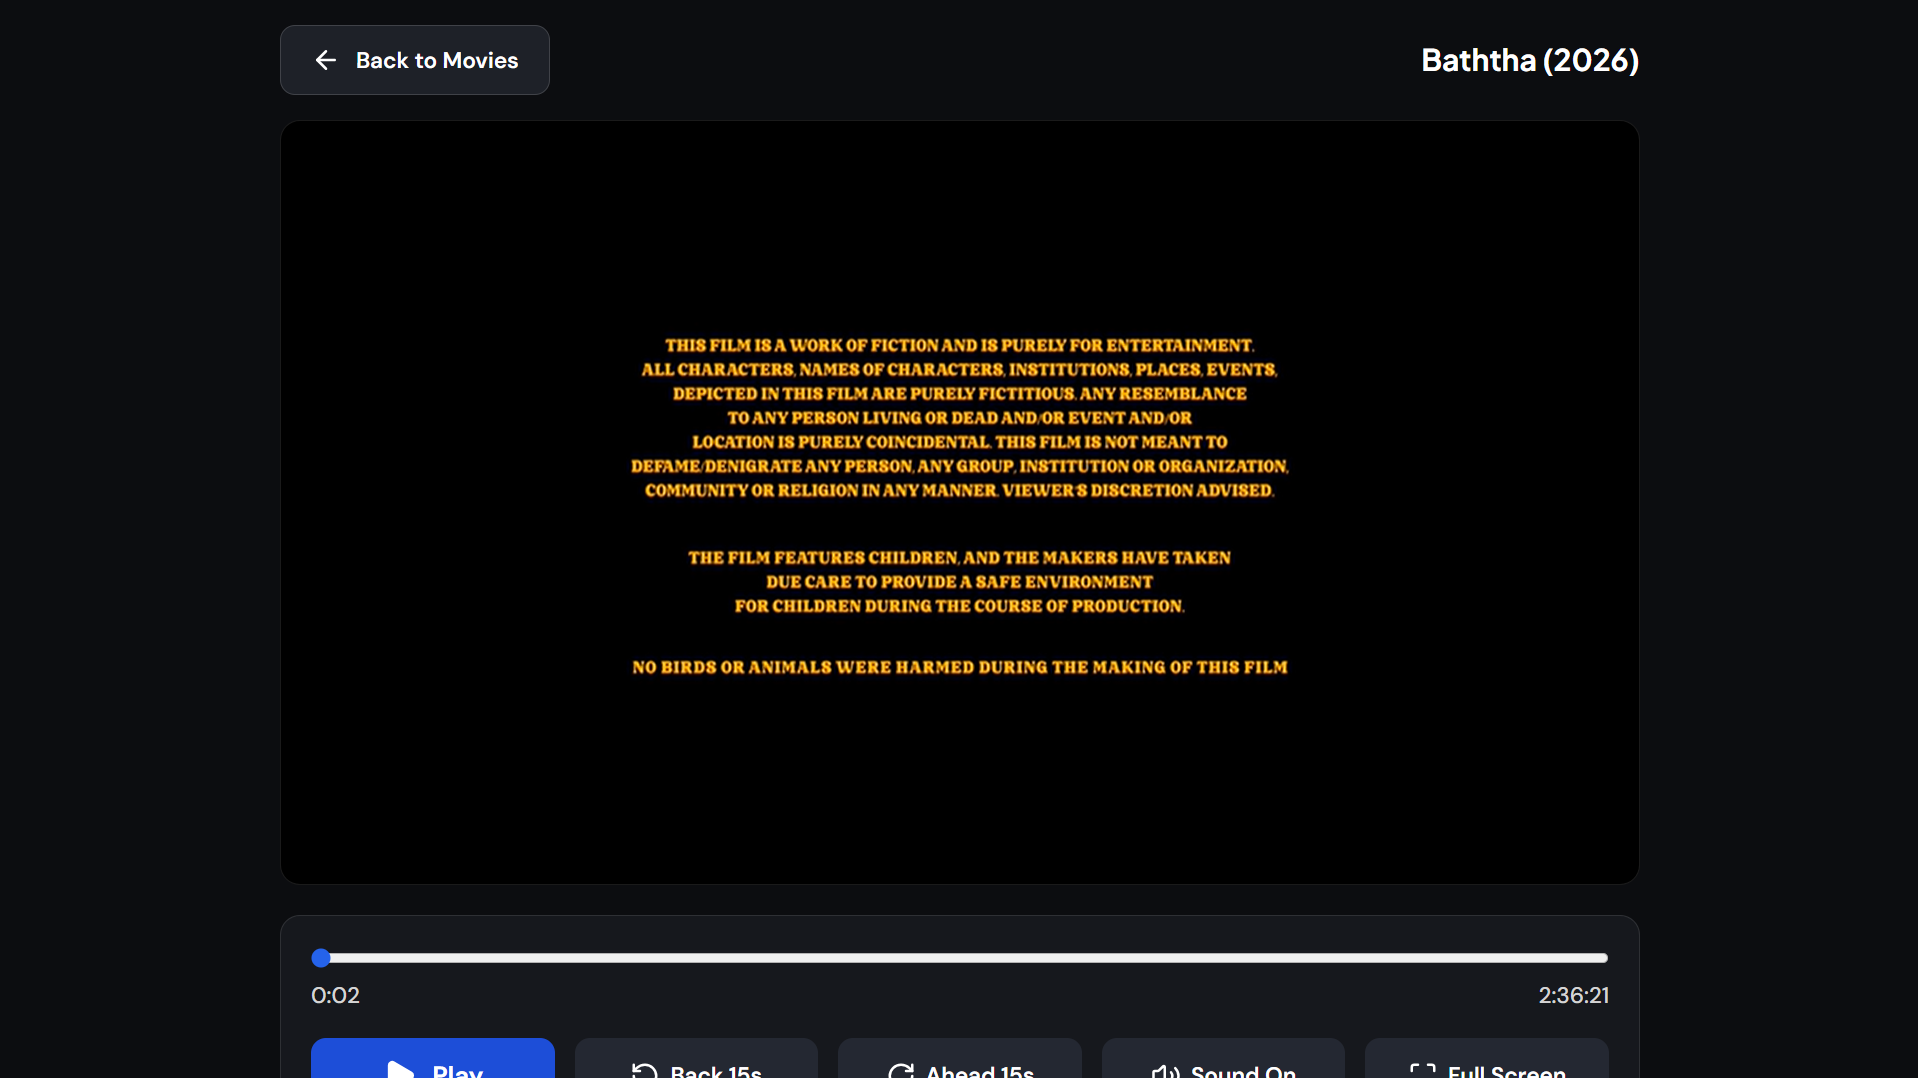 Back to Movies
Baththa (2026)
THIS FILM IS A WORK OF FICTION AND IS PURELY FOR ENTERTAINMENT.
ALL CHARACTERS, NAMES OF CHARACTERS, INSTITUTIONS, PLACES, EVENTS,
DEPICTED IN THIS FILM ARE PURELY FICTITIOUS. ANY RESEMBLANCE
TO ANY PERSON LIVING OR DEAD AND/OR EVENT AND/OR
LOCATION IS PURELY COINCIDENTAL. THIS FILM IS NOT MEANT TO
DEFAME/DENIGRATE ANY PERSON, ANY GROUP, INSTITUTION OR ORGANIZATION,
COMMUNITY OR RELIGION IN ANY MANNER. VIEWER'S DISCRETION ADVISED.
THE FILM FEATURES CHILDREN, AND THE MAKERS HAVE TAKEN
DUE CARE TO PROVIDE A SAFE ENVIRONMENT
FOR CHILDREN DURING THE COURSE OF PRODUCTION.
NO BIRDS OR ANIMALS WERE HARMED DURING THE MAKING OF THIS FILM
0:02
2:36:21
Play
Back 15s
Ahead 15s
Sound On
Full Screen